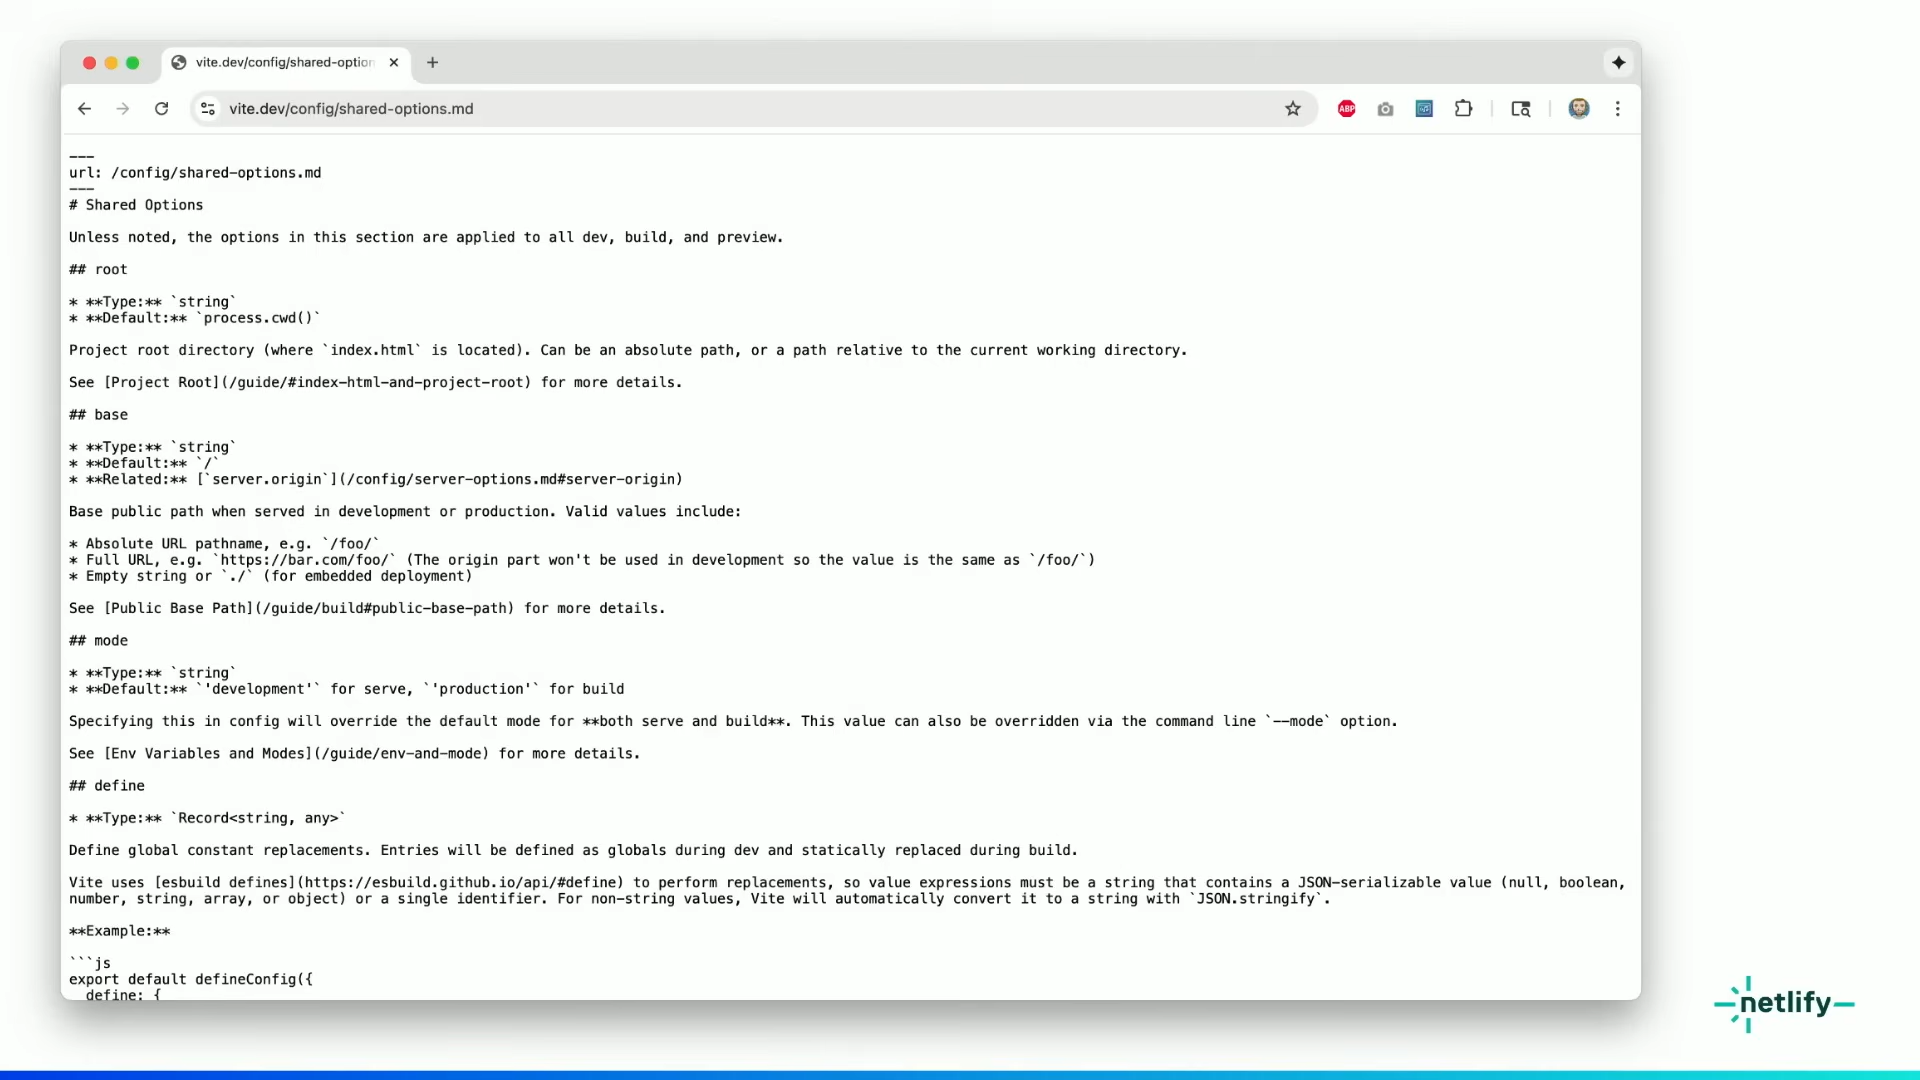 vite.dev/config/shared-option
vite.dev/config/shared-options.md
ABP
---
url: /config/shared-options.md
---
# Shared Options
Unless noted, the options in this section are applied to all dev, build, and preview.
## root
* **Type:** `string`
* **Default:** `process.cwd()`
Project root directory (where `index.html` is located). Can be an absolute path, or a path relative to the current working directory.
See [Project Root](/guide/#index-html-and-project-root) for more details.
## base
* **Type:** `string`
* **Default:** `/`
* **Related:** [`server.origin`](/config/server-options.md#server-origin)
Base public path when served in development or production. Valid values include:
* Absolute URL pathname, e.g. `/foo/`
* Full URL, e.g. `https://bar.com/foo/` (The origin part won't be used in development so the value is the same as `/foo/`)
* Empty string or `./` (for embedded deployment)
See [Public Base Path](/guide/build#public-base-path) for more details.
## mode
* **Type:** `string`
* **Default:** `'development'` for serve, `'production'` for build
Specifying this in config will override the default mode for **both serve and build**. This value can also be overridden via the command line `--mode` option.
See [Env Variables and Modes](/guide/env-and-mode) for more details.
## define
* **Type:** `Record<string, any>`
Define global constant replacements. Entries will be defined as globals during dev and statically replaced during build.
Vite uses [esbuild defines](https://esbuild.github.io/api/#define) to perform replacements, so value expressions must be a string that contains a JSON-serializable value (null, boolean,
number, string, array, or object) or a single identifier. For non-string values, Vite will automatically convert it to a string with `JSON.stringify`.
**Example:**
```js
export default defineConfig({
define: {
netlify